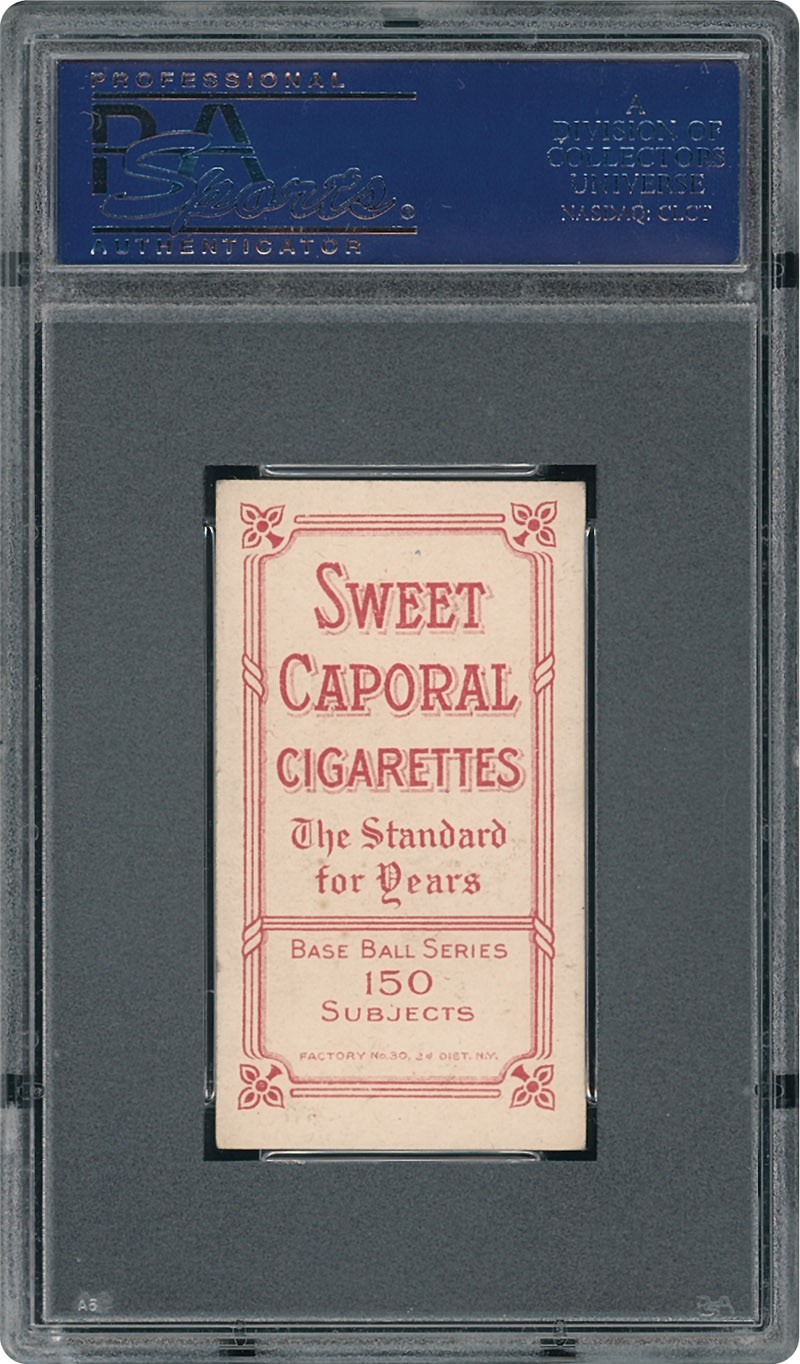 PROFESSIONAL
PSA
Sports®
AUTHENTICATOR
A
DIVISION OF
COLLECTORS
UNIVERSE
NASDAQ: CLCT
SWEET
CAPORAL
CIGARETTES
The Standard
for Years
BASE BALL SERIES
150
SUBJECTS
FACTORY No. 30, 2d DIST. N.Y.
PSA